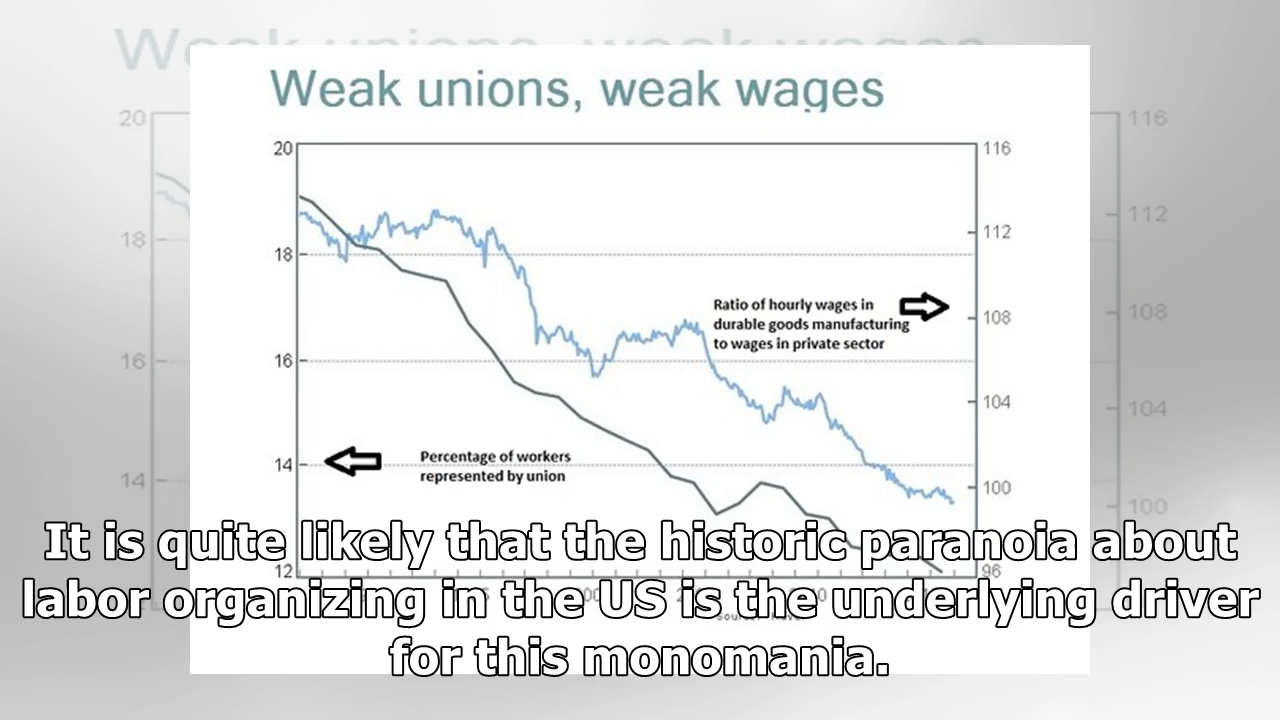 Weak unions, weak wages
20
116
18
112
Ratio of hourly wages in
durable goods manufacturing
to wages in private sector
108
16
104
14
Percentage of workers
represented by union
100
12
96
It is quite likely that the historic paranoia about
labor organizing in the US is the underlying driver
for this monomania.